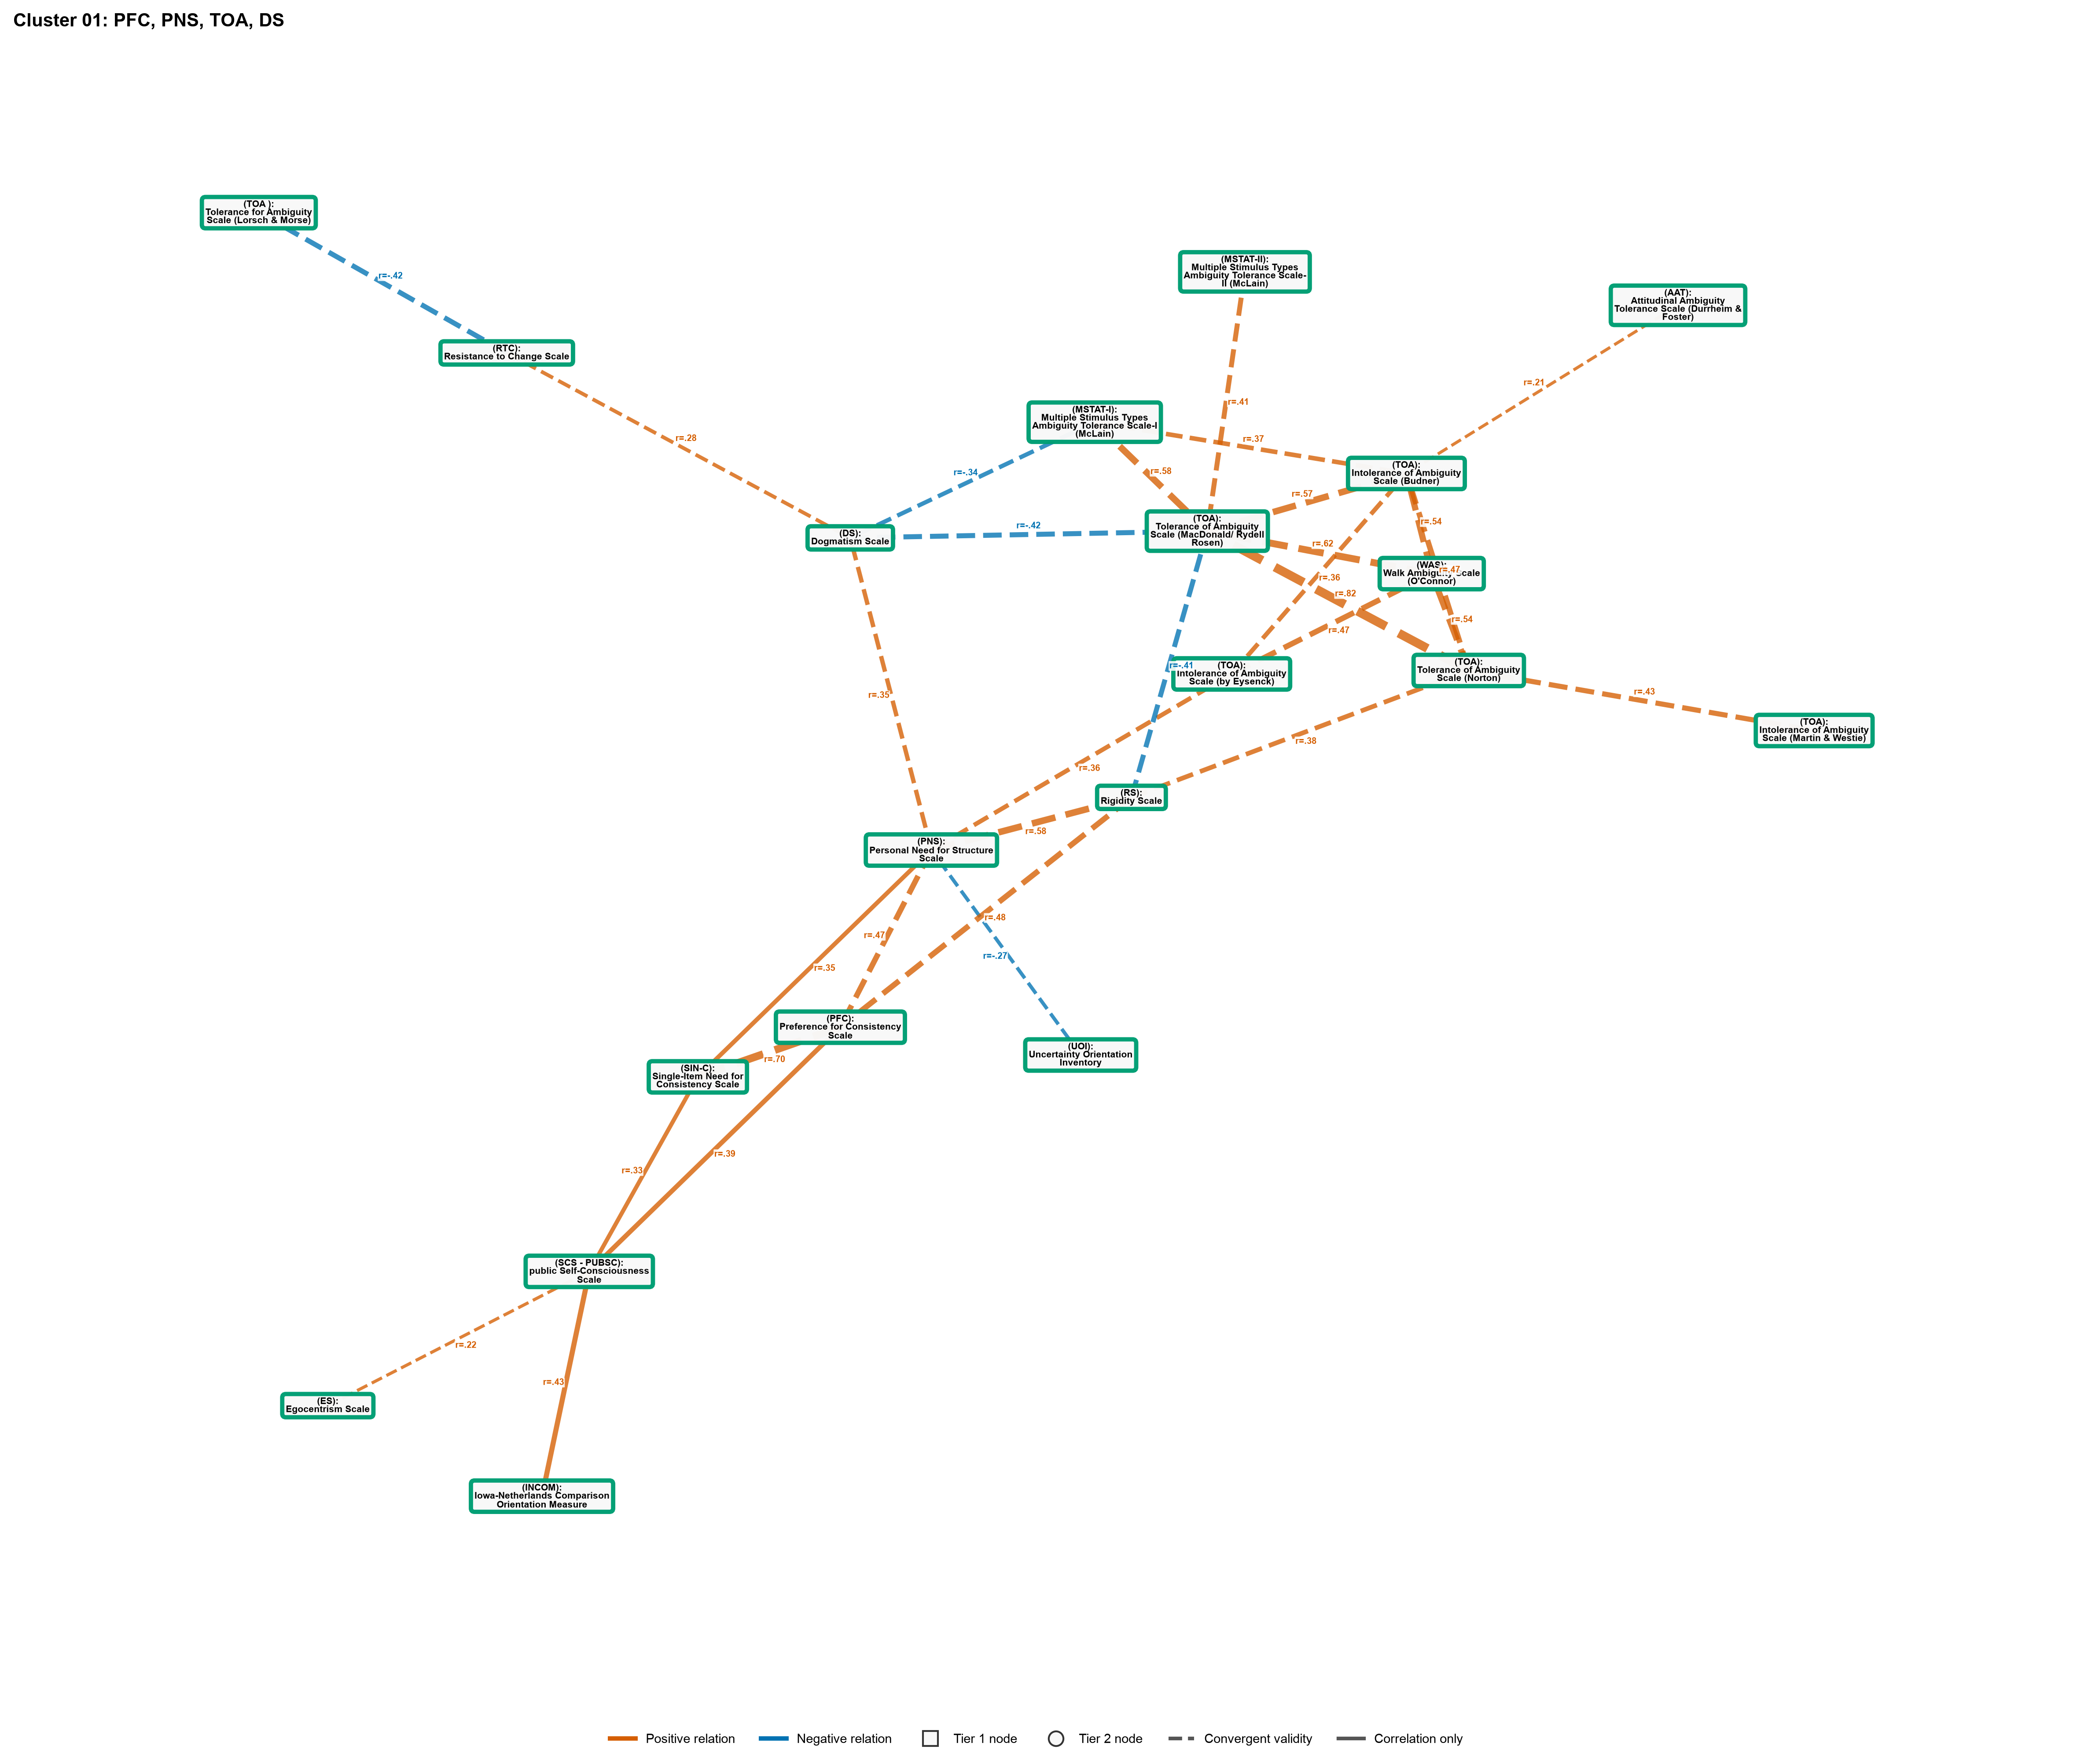 Cluster 01: PFC, PNS, TOA, DS
(TOA ):
Tolerance for Ambiguity
Scale (Lorsch & Morse)
r=-.42
(MSTAT-II):
Multiple Stimulus Types
Ambiguity Tolerance Scale-
II (McLain)
(AAT):
Attitudinal Ambiguity
Tolerance Scale (Durrheim &
Foster)
(RTC):
Resistance to Change Scale
r=.21
r=.41
(MSTAT-I):
Multiple Stimulus Types
Ambiguity Tolerance Scale-I
(McLain)
r=.28
r=.37
r=-.34
r=.58
(TOA):
Intolerance of Ambiguity
Scale (Budner)
r=.57
(DS):
Dogmatism Scale
r=-.42
(TOA):
Tolerance of Ambiguity
Scale (MacDonald/ Rydell
Rosen)
r=.54
r=.62
r=.36
(WAS):
Walk Ambiguity Scale
(O'Connor)
r=.47
r=.82
r=.47
r=.54
r=-.41
(TOA):
Intolerance of Ambiguity
Scale (by Eysenck)
(TOA):
Tolerance of Ambiguity
Scale (Norton)
r=.43
r=.35
(TOA):
Intolerance of Ambiguity
Scale (Martin & Westie)
r=.38
r=.36
(RS):
Rigidity Scale
r=.58
(PNS):
Personal Need for Structure
Scale
r=.48
r=.47
r=-.27
r=.35
(PFC):
Preference for Consistency
Scale
(UOI):
Uncertainty Orientation
Inventory
r=.70
(SIN-C):
Single-Item Need for
Consistency Scale
r=.39
r=.33
(SCS - PUBSC):
public Self-Consciousness
Scale
r=.22
r=.43
(ES):
Egocentrism Scale
(INCOM):
Iowa-Netherlands Comparison
Orientation Measure
Positive relation
Negative relation
Tier 1 node
Tier 2 node
Convergent validity
Correlation only